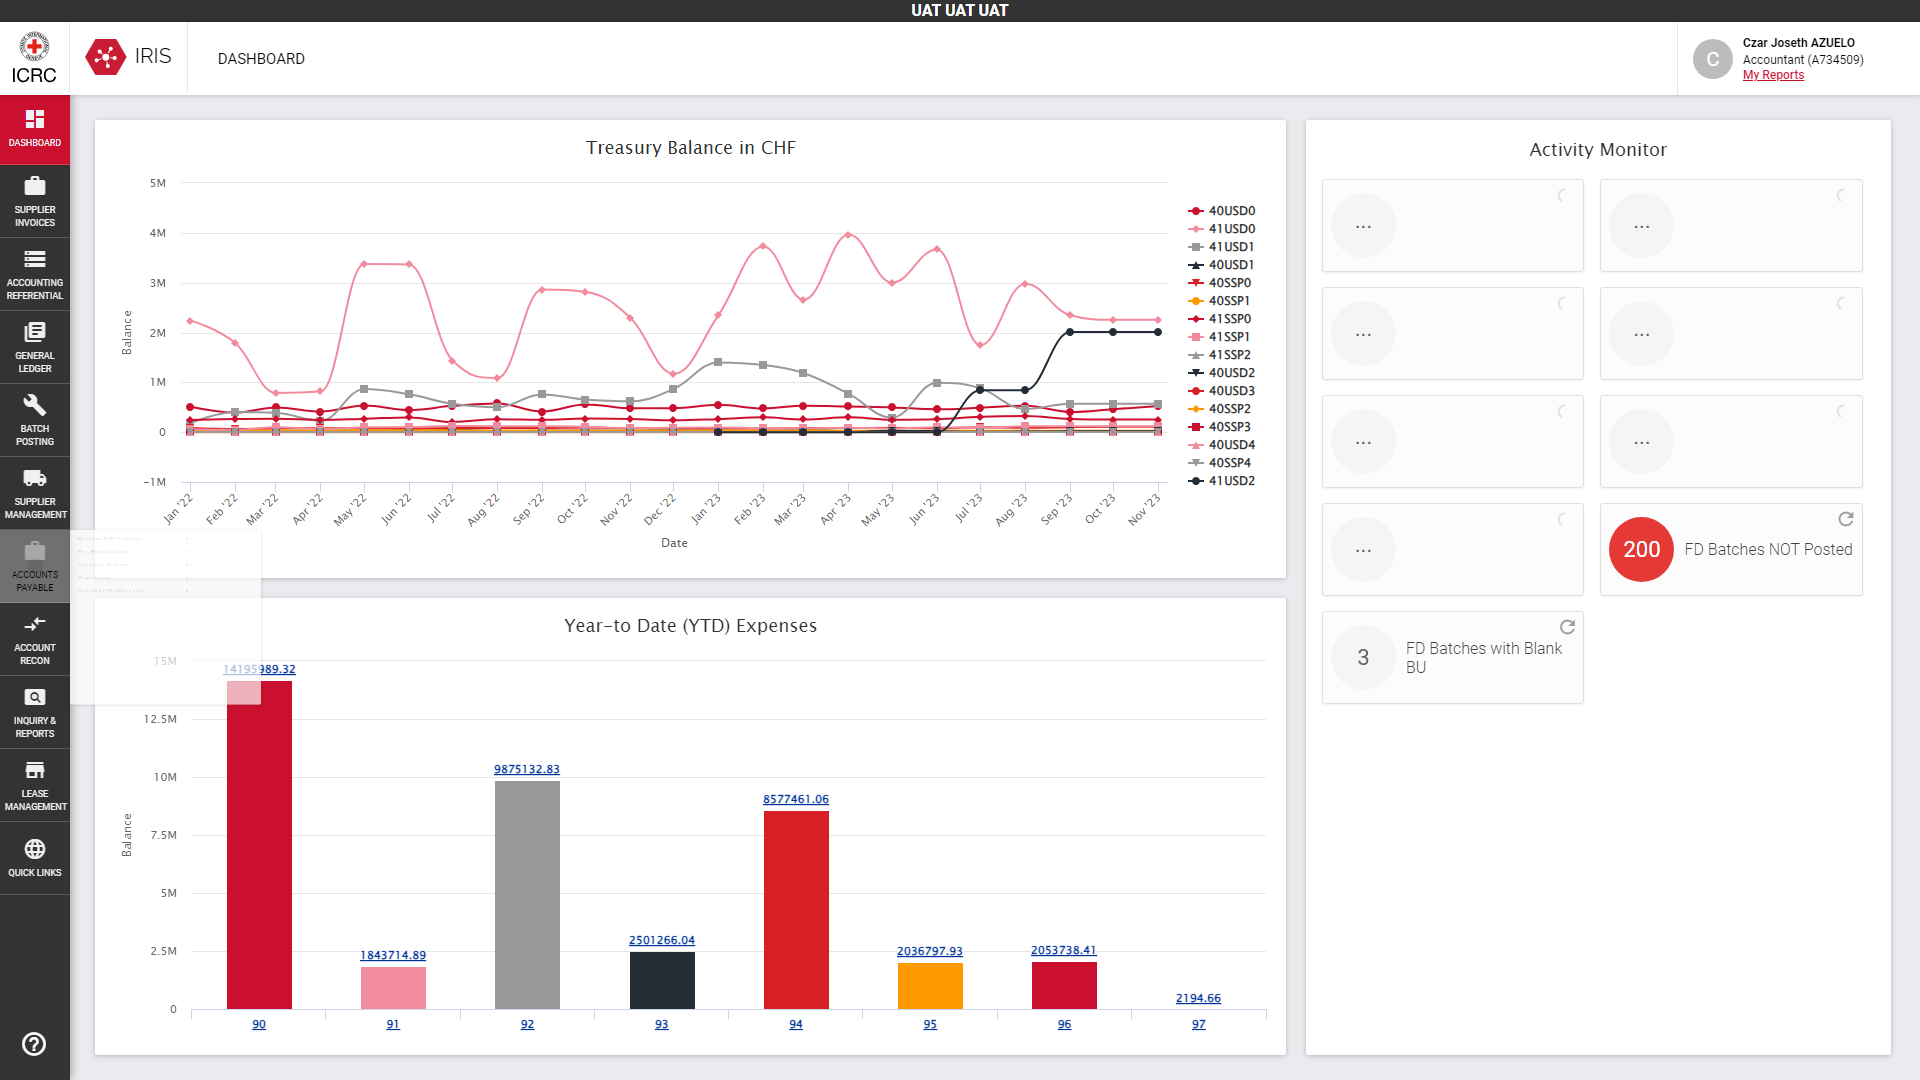 UAT UAT UAT
ICRC
IRIS
DASHBOARD
Czar Joseth AZUELO
Accountant (A734509)
My Reports
DASHBOARD
SUPPLIER
INVOICES
ACCOUNTING
REFERENTIAL
GENERAL
LEDGER
BATCH
POSTING
SUPPLIER
MANAGEMENT
ACCOUNTS
PAYABLE
ACCOUNT
RECON
INQUIRY &
REPORTS
LEASE
MANAGEMENT
QUICK LINKS
Treasury Balance in CHF
5M
4M
3M
2M
1M
0
-1M
Balance
Jan '22
Feb '22
Mar '22
Apr '22
May '22
Jun '22
Jul '22
Aug '22
Sep '22
Oct '22
Nov '22
Dec '22
Jan '23
Feb '23
Mar '23
Apr '23
May '23
Jun '23
Jul '23
Aug '23
Sep '23
Oct '23
Nov '23
Date
40USD0
41USD0
41USD1
40USD1
40SSP0
40SSP1
41SSP0
41SSP1
41SSP2
40USD2
40USD3
40SSP2
40SSP3
40USD4
40SSP4
41USD2
Year-to Date (YTD) Expenses
15M
12.5M
10M
7.5M
5M
2.5M
0
Balance
14195989.32
1843714.89
9875132.83
2501266.04
8577461.06
2036797.93
2053738.41
2194.66
90
91
92
93
94
95
96
97
Activity Monitor
...
...
...
...
...
...
...
200
FD Batches NOT Posted
3
FD Batches with Blank
BU